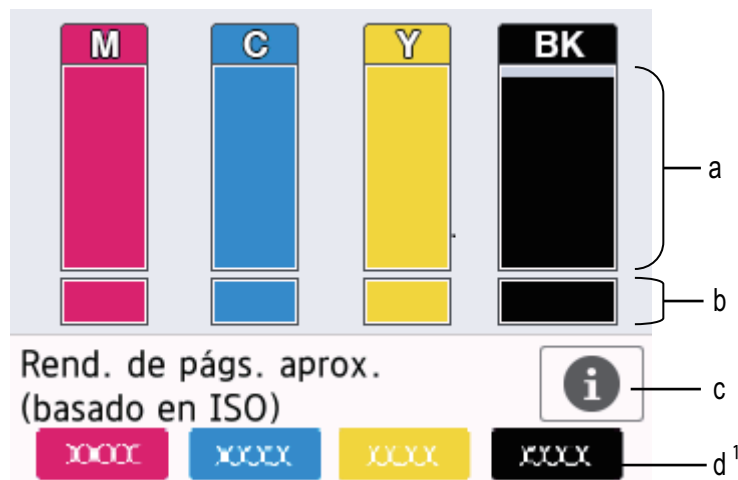 M C Y BK
a
b
Rend. de págs. aprox.
(basado en ISO)
i
c
XXXX XXXX XXXX XXXX
d 1